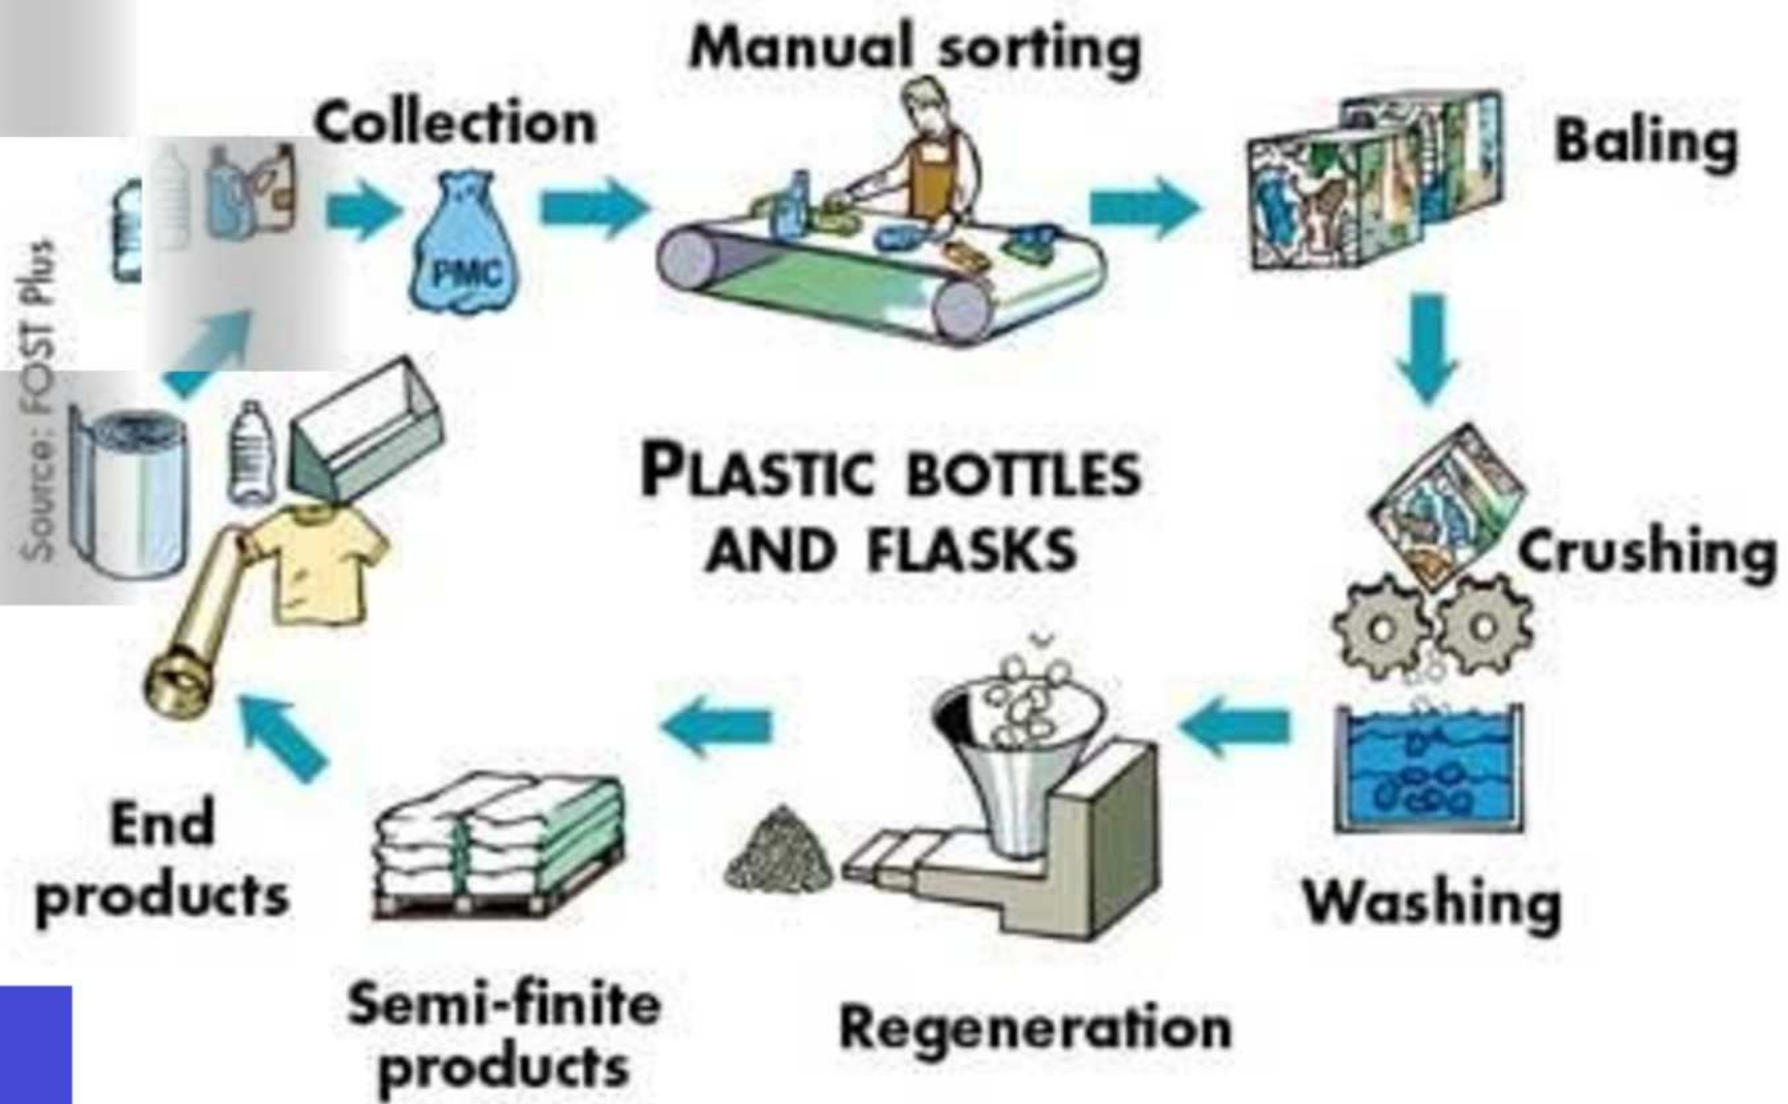 Manual sorting
Collection
Baling
PMC
Source: FOST Plus
PLASTIC BOTTLES
AND FLASKS
Crushing
End
products
Washing
Semi-finite
products
Regeneration